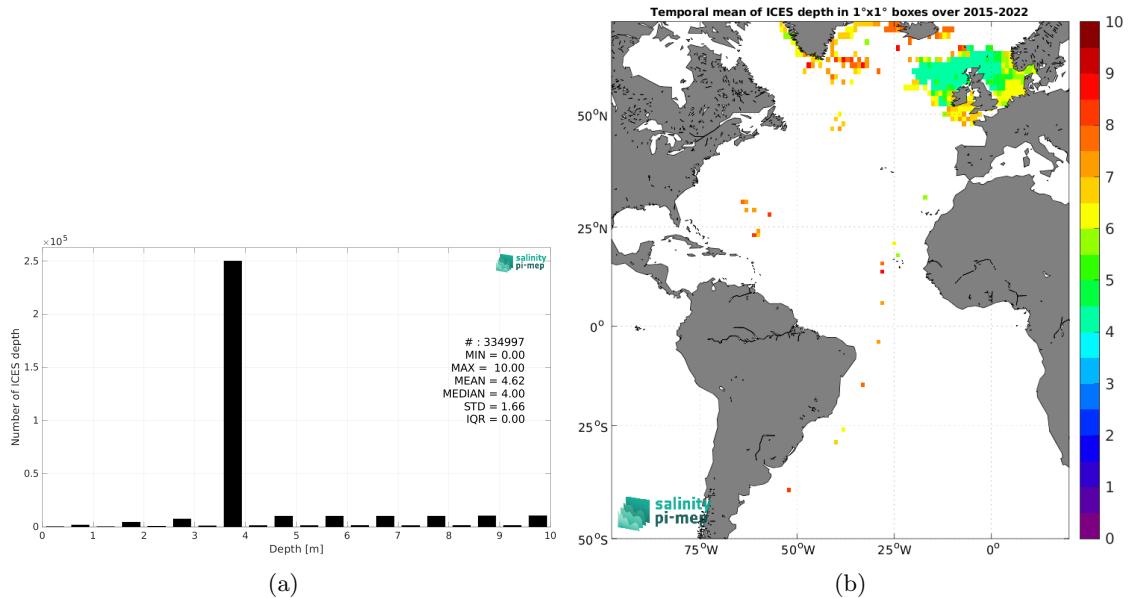 ×10⁵
2.5
2
1.5
1
0.5
0
Number of ICES depth
salinity
pi-mep
# : 334997
MIN = 0.00
MAX = 10.00
MEAN = 4.62
MEDIAN = 4.00
STD = 1.66
IQR = 0.00
0 1 2 3 4 5 6 7 8 9 10
Depth [m]
(a)
Temporal mean of ICES depth in 1°x1° boxes over 2015-2022
50°N
25°N
0°
25°S
50°S
75°W 50°W 25°W 0°
salinity
pi-mep
10
9
8
7
6
5
4
3
2
1
0
(b)